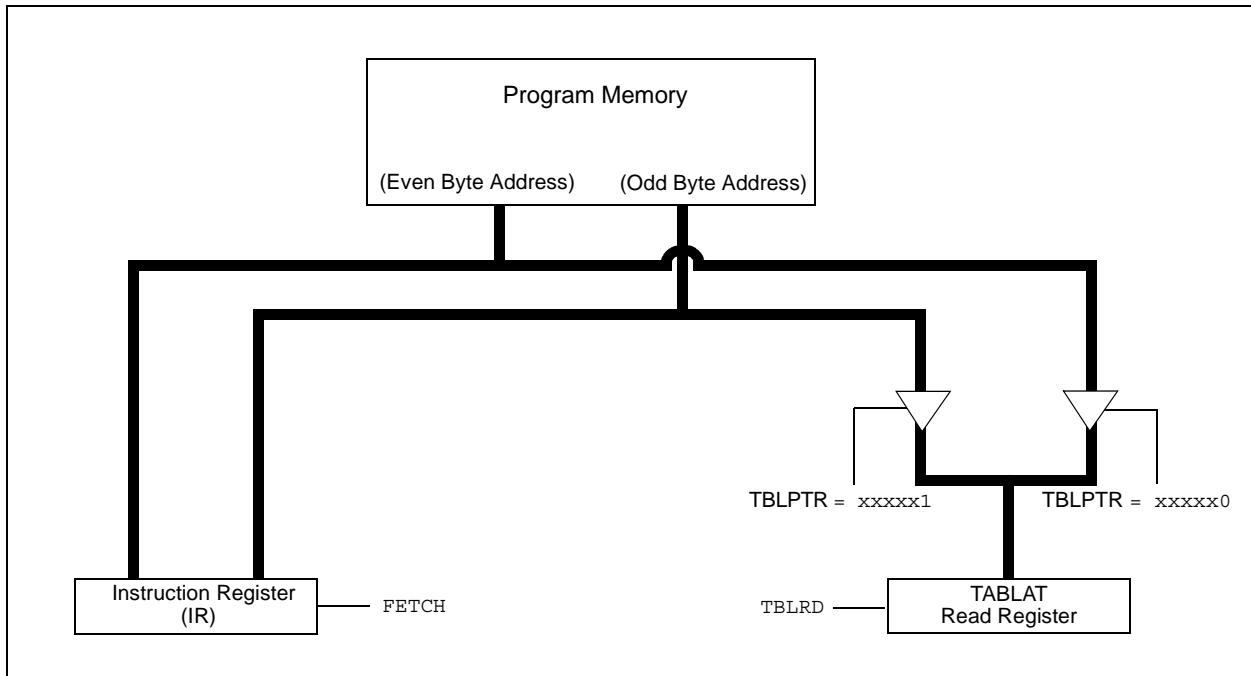 Program Memory
(Even Byte Address) (Odd Byte Address)
TBLPTR = xxxxx1 TBLPTR = xxxxx0
Instruction Register
(IR)
FETCH
TBLRD
TABLAT
Read Register